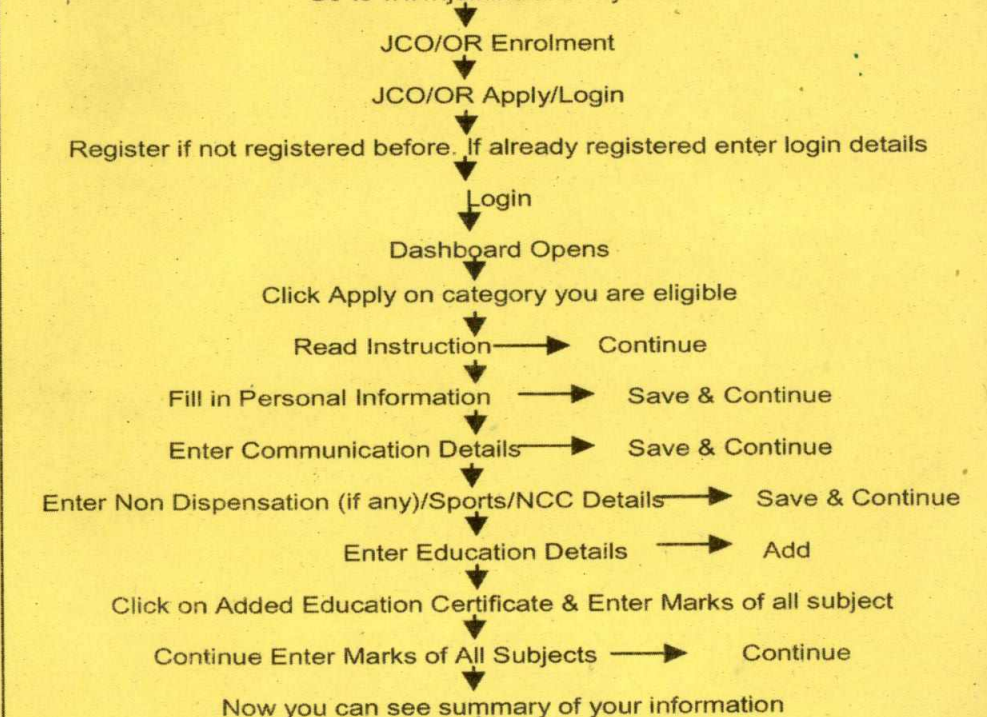 JCO/OR Enrolment
JCO/OR Apply/Login
Register if not registered before. If already registered enter login details
Login
Dashboard Opens
Click Apply on category you are eligible
Read Instruction Continue
Fill in Personal Information Save & Continue
Enter Communication Details Save & Continue
Enter Non Dispensation (if any)/Sports/NCC Details Save & Continue
Enter Education Details Add
Click on Added Education Certificate & Enter Marks of all subject
Continue Enter Marks of All Subjects Continue
Now you can see summary of your information